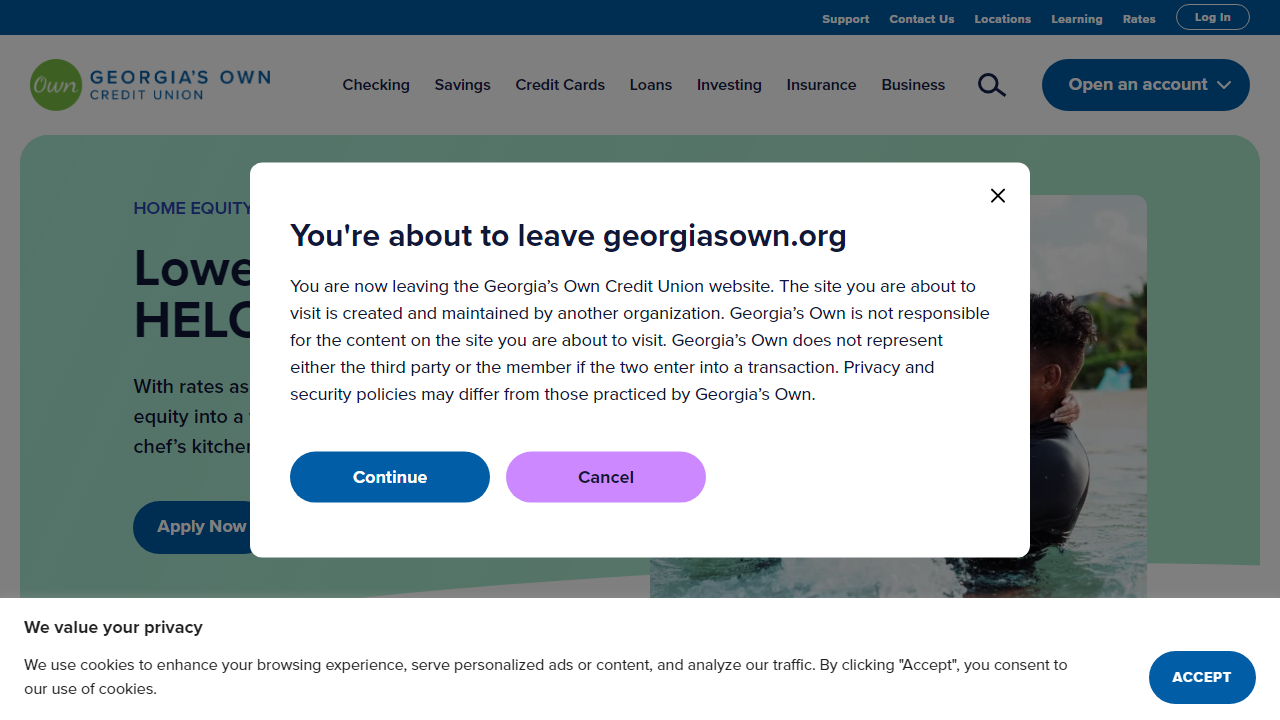 Support Contact Us Locations Learning Rates Log In
Own GEORGIA'S OWN
CREDIT UNION
Checking Savings Credit Cards Loans Investing Insurance Business Open an account
HOME EQUITY
You're about to leave georgiasown.org
You are now leaving the Georgia’s Own Credit Union website. The site you are about to
visit is created and maintained by another organization. Georgia’s Own is not responsible
for the content on the site you are about to visit. Georgia’s Own does not represent
either the third party or the member if the two enter into a transaction. Privacy and
security policies may differ from those practiced by Georgia’s Own.
Continue Cancel
With rates as
equity into a
chef’s kitchen
Apply Now
We value your privacy
We use cookies to enhance your browsing experience, serve personalized ads or content, and analyze our traffic. By clicking "Accept", you consent to
our use of cookies.
ACCEPT